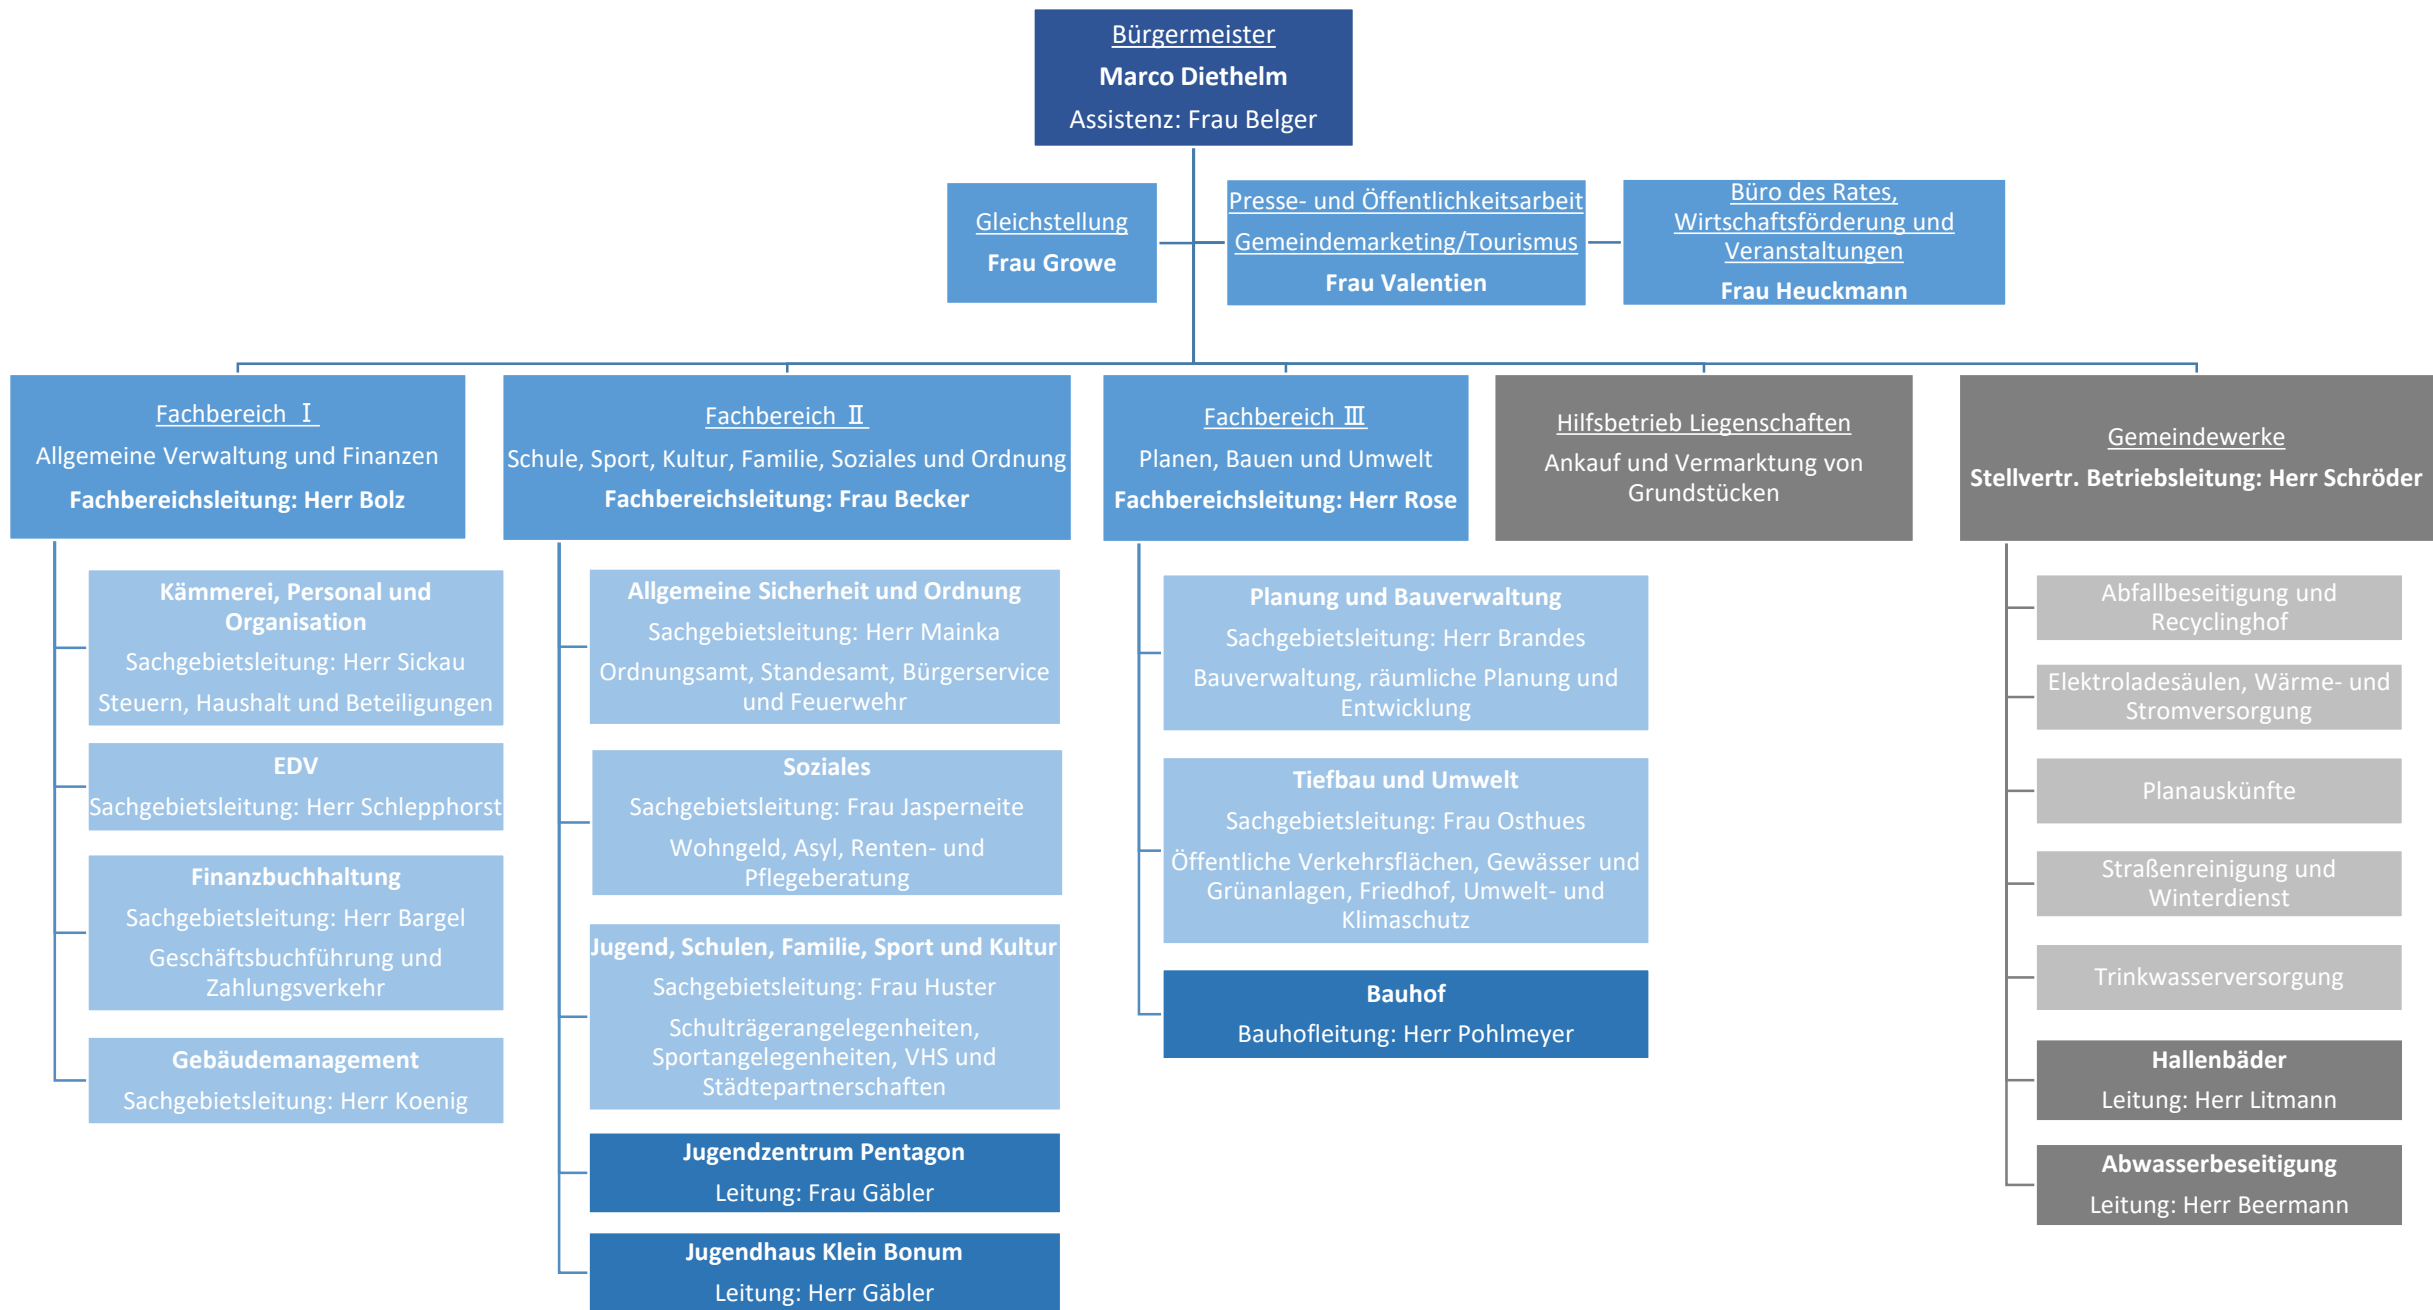 Bürgermeister
Marco Diethelm
Assistenz: Frau Belger
Gleichstellung
Frau Growe
Presse- und Öffentlichkeitsarbeit
Gemeindemarketing/Tourismus
Frau Valentien
Büro des Rates,
Wirtschaftsförderung und
Veranstaltungen
Frau Heuckmann
Fachbereich I
Allgemeine Verwaltung und Finanzen
Fachbereichsleitung: Herr Bolz
Kämmerei, Personal und
Organisation
Sachgebietsleitung: Herr Sickau
Steuern, Haushalt und Beteiligungen
EDV
Sachgebietsleitung: Herr Schlepphorst
Finanzbuchhaltung
Sachgebietsleitung: Herr Bargel
Geschäftsbuchführung und
Zahlungsverkehr
Gebäudemanagement
Sachgebietsleitung: Herr Koenig
Fachbereich II
Schule, Sport, Kultur, Familie, Soziales und Ordnung
Fachbereichsleitung: Frau Becker
Allgemeine Sicherheit und Ordnung
Sachgebietsleitung: Herr Mainka
Ordnungsamt, Standesamt, Bürgerservice
und Feuerwehr
Soziales
Sachgebietsleitung: Frau Jasperneite
Wohngeld, Asyl, Renten- und
Pflegeberatung
Jugend, Schulen, Familie, Sport und Kultur
Sachgebietsleitung: Frau Huster
Schulträgerangelegenheiten,
Sportangelegenheiten, VHS und
Städtepartnerschaften
Jugendzentrum Pentagon
Leitung: Frau Gäbler
Jugendhaus Klein Bonum
Leitung: Herr Gäbler
Fachbereich III
Planen, Bauen und Umwelt
Fachbereichsleitung: Herr Rose
Planung und Bauverwaltung
Sachgebietsleitung: Herr Brandes
Bauverwaltung, räumliche Planung und
Entwicklung
Tiefbau und Umwelt
Sachgebietsleitung: Frau Osthues
Öffentliche Verkehrsflächen, Gewässer und
Grünanlagen, Friedhof, Umwelt- und
Klimaschutz
Bauhof
Bauhofleitung: Herr Pohlmeyer
Hilfsbetrieb Liegenschaften
Ankauf und Vermarktung von
Grundstücken
Gemeindewerke
Stellvertr. Betriebsleitung: Herr Schröder
Abfallbeseitigung und
Recyclinghof
Elektroladesäulen, Wärme- und
Stromversorgung
Planauskünfte
Straßenreinigung und
Winterdienst
Trinkwasserversorgung
Hallenbäder
Leitung: Herr Litmann
Abwasserbeseitigung
Leitung: Herr Beermann